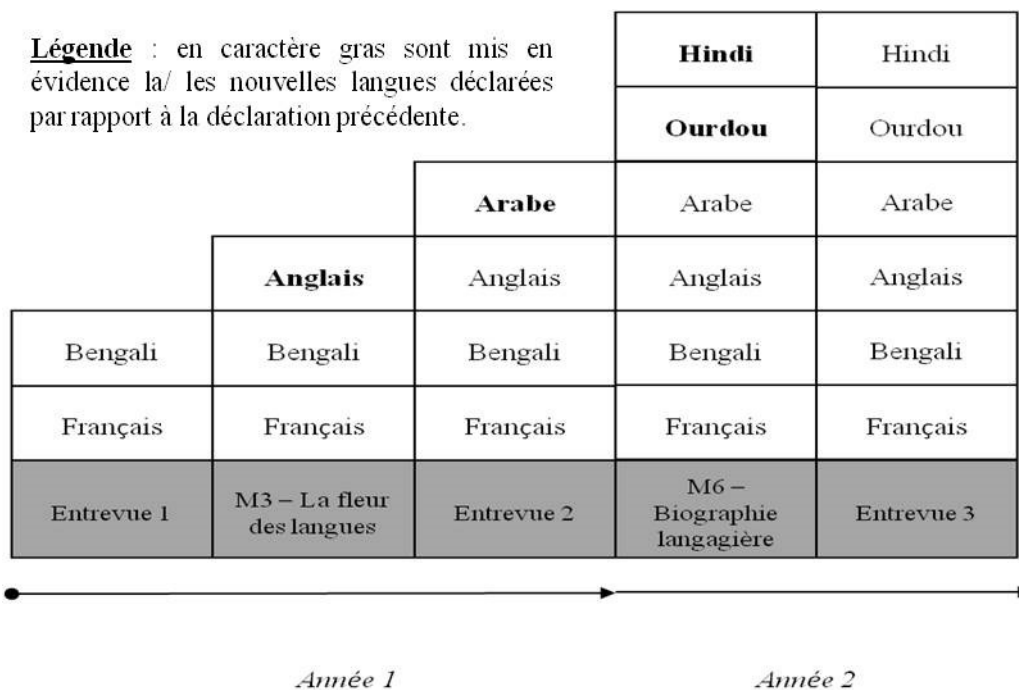 Légende : en caractère gras sont mis en
évidence la/ les nouvelles langues déclarées
par rapport à la déclaration précédente.
Hindi Hindi
Ourdou Ourdou
Arabe Arabe Arabe
Anglais Anglais Anglais Anglais
Bengali Bengali Bengali Bengali Bengali
Français Français Français Français Français
Entrevue 1
M3 – La fleur
des langues
Entrevue 2
M6 –
Biographie
langagière
Entrevue 3
Année 1 Année 2